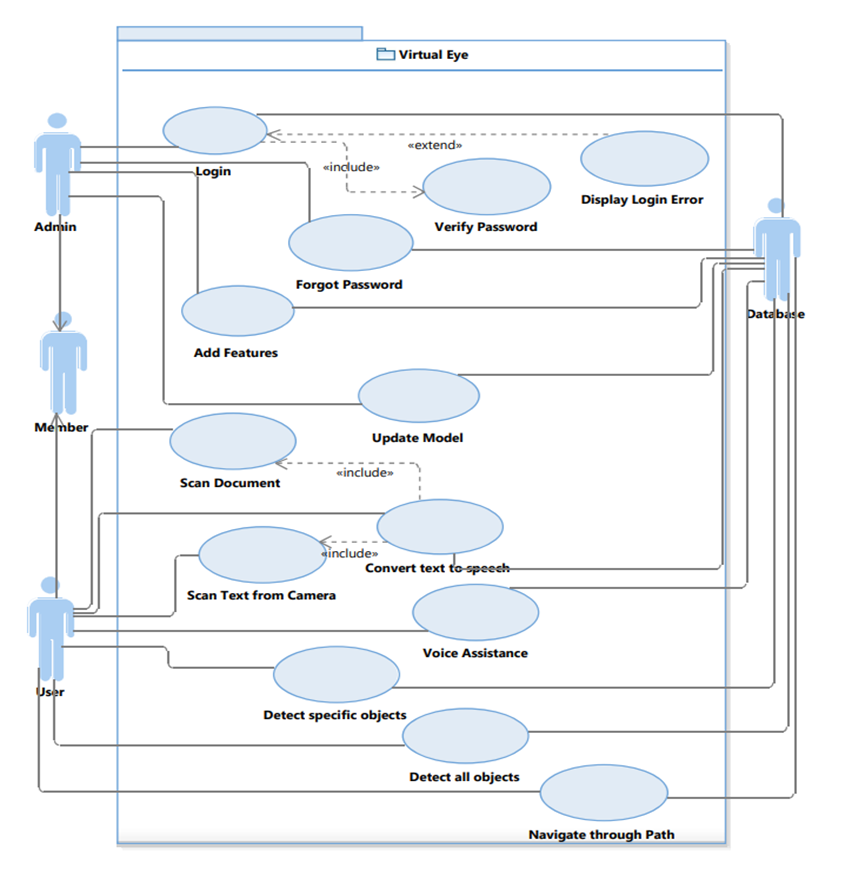 Virtual Eye
«extend»
Login
«include»
Display Login Error
Admin
Verify Password
Forgot Password
Database
Add Features
Member
Update Model
Scan Document
«include»
«include»
Convert text to speech
Scan Text from Camera
Voice Assistance
User
Detect specific objects
Detect all objects
Navigate through Path